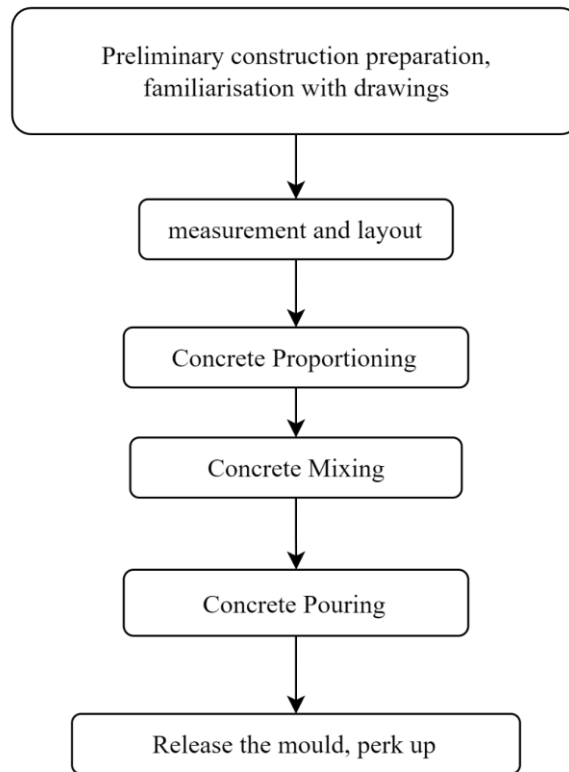 Preliminary construction preparation,
familiarisation with drawings
measurement and layout
Concrete Proportioning
Concrete Mixing
Concrete Pouring
Release the mould, perk up